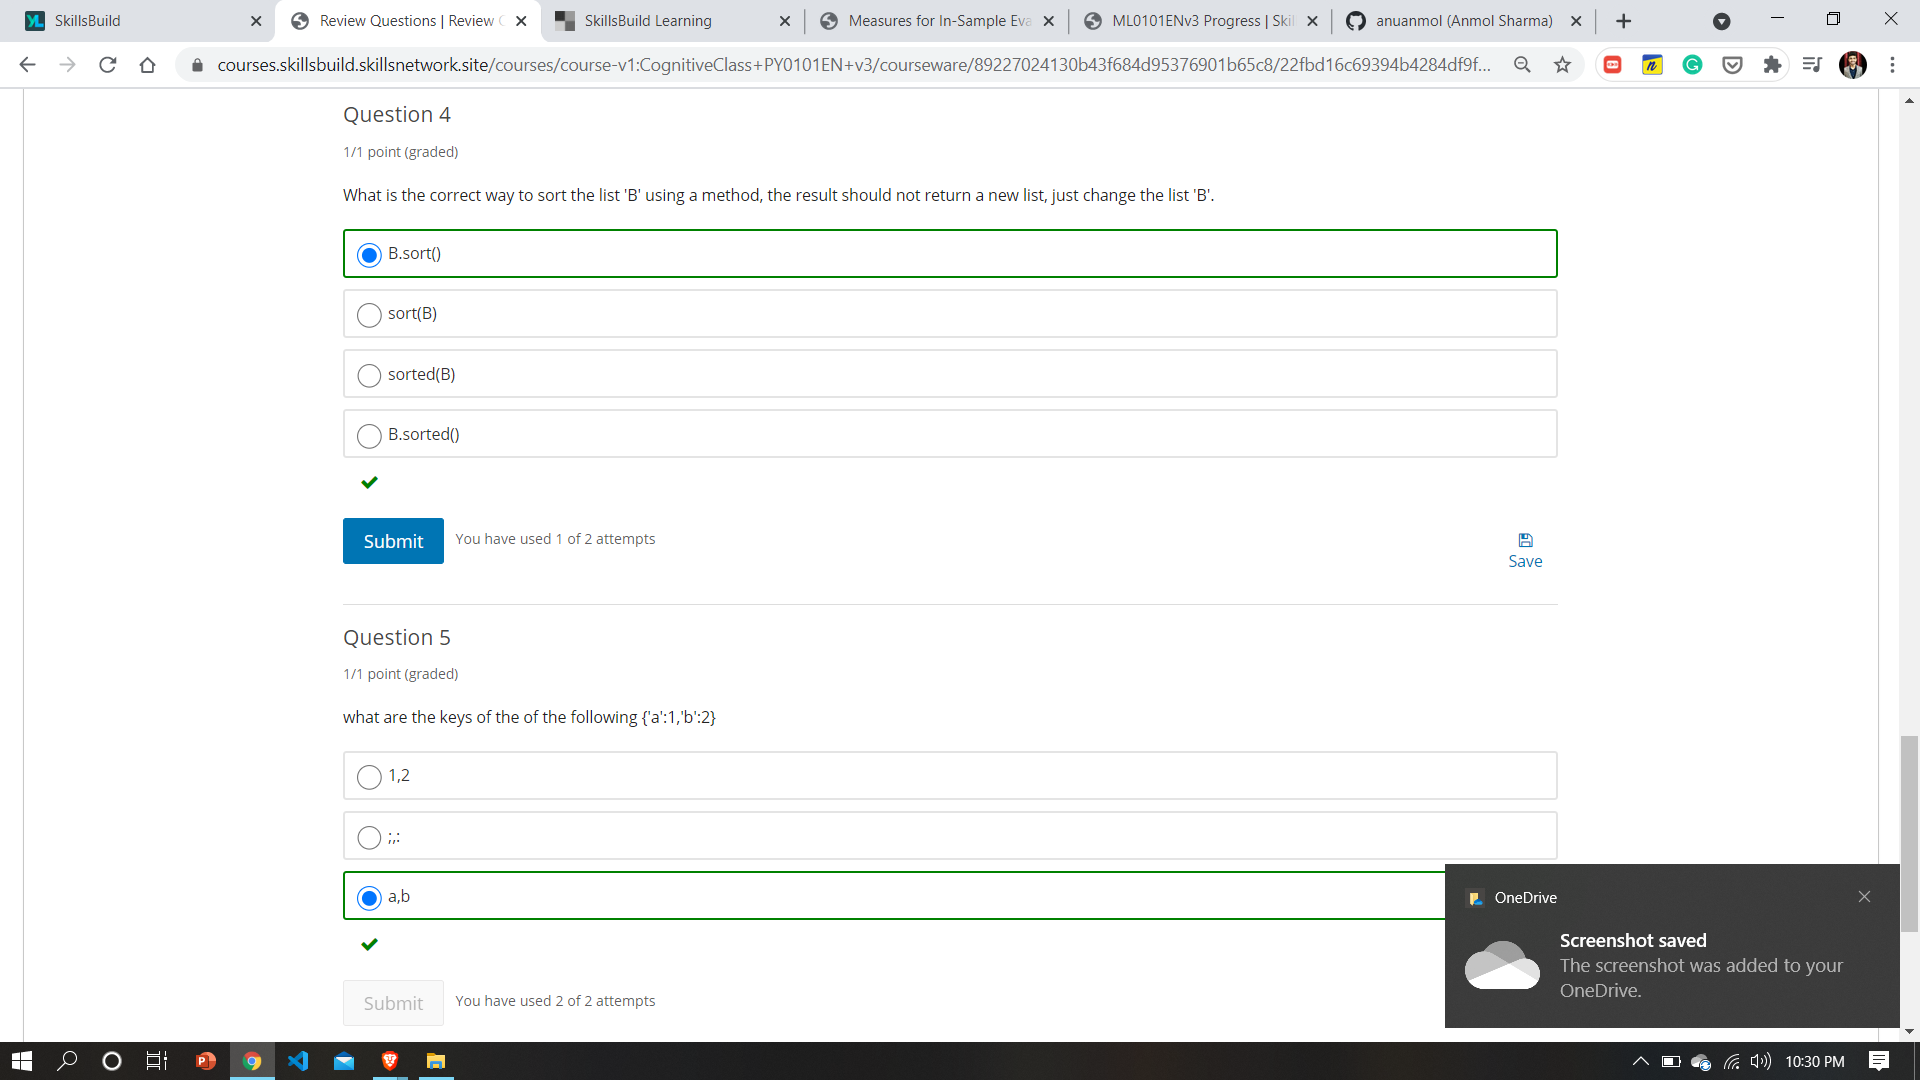 SkillsBuild
Review Questions | Review
SkillsBuild Learning
Measures for In-Sample Eva
ML0101ENv3 Progress | Skil
anuanmol (Anmol Sharma)
courses.skillsbuild.skillsnetwork.site/courses/course-v1:CognitiveClass+PY0101EN+v3/courseware/89227024130b43f684d95376901b65c8/22fbd16c69394b4284df9f...
Question 4
1/1 point (graded)
What is the correct way to sort the list 'B' using a method, the result should not return a new list, just change the list 'B'.
B.sort()
sort(B)
sorted(B)
B.sorted()
Submit
You have used 1 of 2 attempts
Save
Question 5
1/1 point (graded)
what are the keys of the of the following {'a':1,'b':2}
1,2
;,:
a,b
OneDrive
Screenshot saved
The screenshot was added to your
OneDrive.
Submit
You have used 2 of 2 attempts
10:30 PM